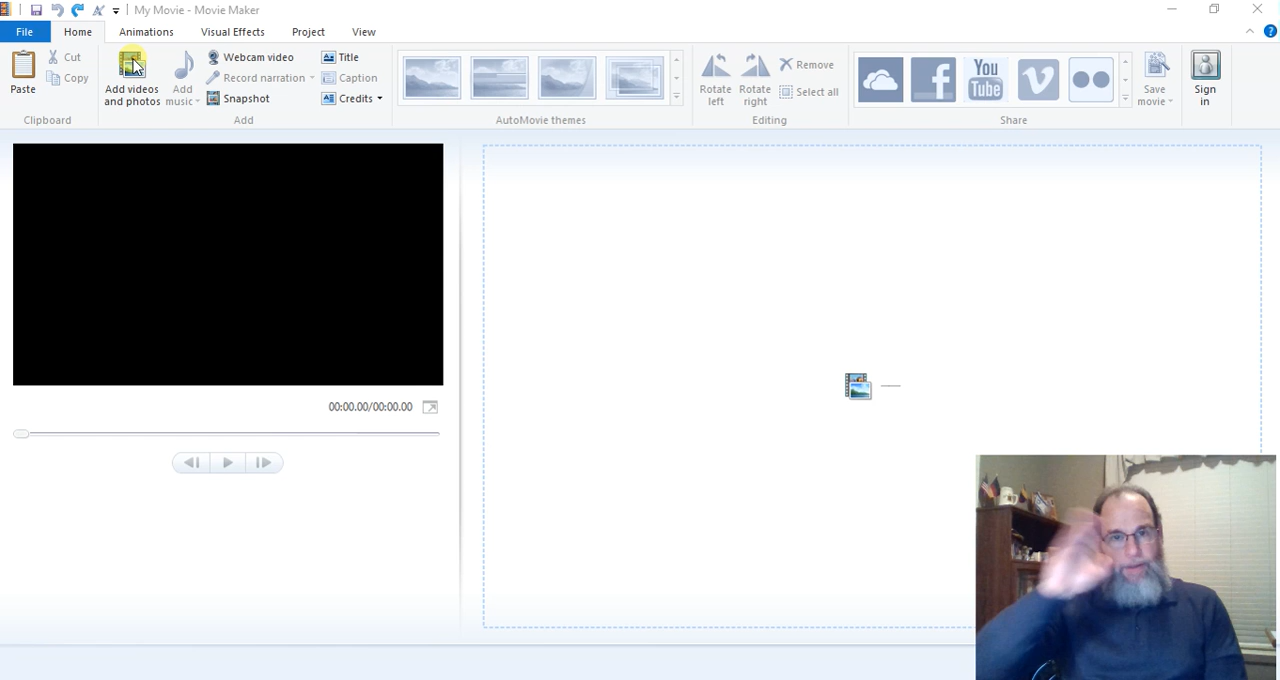 My Movie - Movie Maker
File Home Animations Visual Effects Project View
Paste
Cut
Copy
Clipboard
Add videos and photos
Add music
Webcam video
Record narration
Snapshot
Title
Caption
Credits
Add
AutoMovie themes
Rotate left
Rotate right
Remove
Select all
Editing
You
Tube
Share
Save movie
Sign in
00:00.00/00:00.00